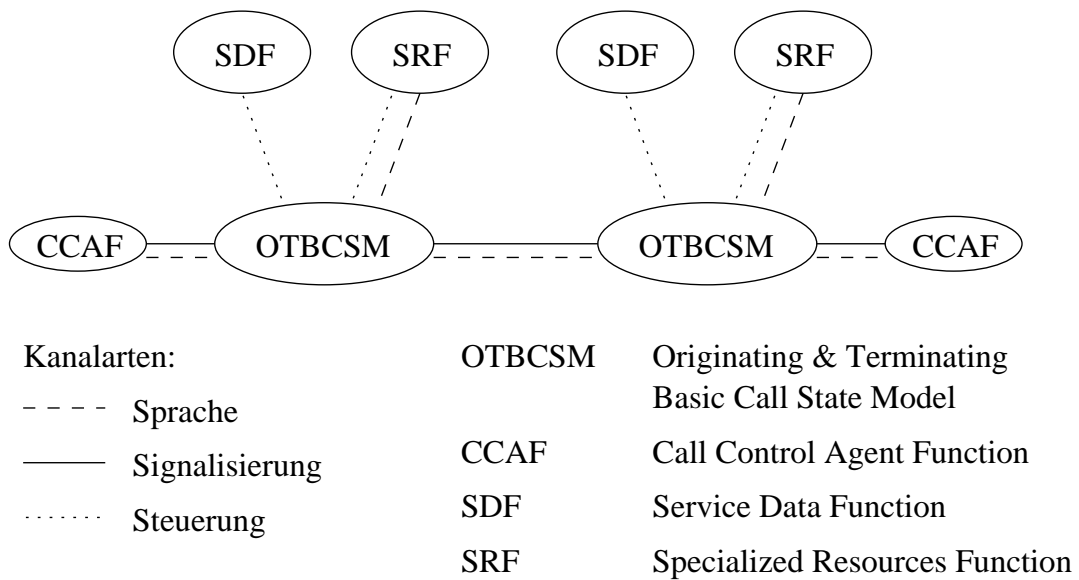 SDF SRF SDF SRF
CCAF OTBCSM OTBCSM CCAF
Kanalarten:
Sprache
Signalisierung
Steuerung
OTBCSM Originating & Terminating
Basic Call State Model
CCAF Call Control Agent Function
SDF Service Data Function
SRF Specialized Resources Function